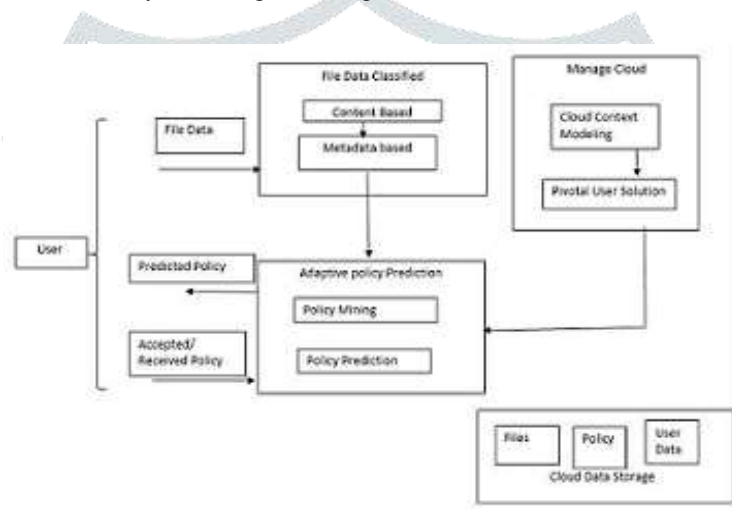 File Data Classified
Content Based
Metadata based
Manage Cloud
Cloud Context
Modeling
Pivotal User Solution
File Data
User
Predicted Policy
Accepted/
Received Policy
Adaptive policy Prediction
Policy Mining
Policy Prediction
Files
Policy
User
Data
Cloud Data Storage